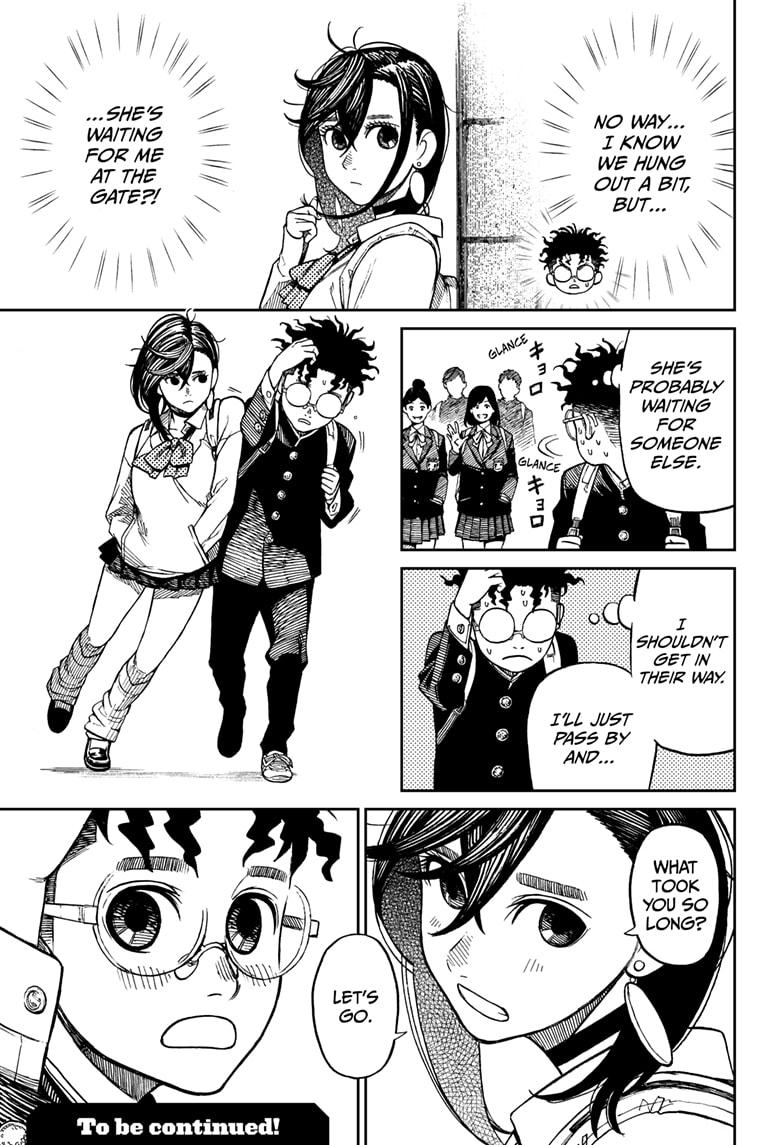 NO WAY...
I KNOW
WE HUNG
OUT A BIT,
BUT...
...SHE'S
WAITING
FOR ME
AT THE
GATE?!
SHE'S
PROBABLY
WAITING
FOR
SOMEONE
ELSE.
GLANCE
キョロ
GLANCE
キョロ
I
SHOULDN'T
GET IN
THEIR WAY.
I'LL JUST
PASS BY
AND...
WHAT
TOOK
YOU SO
LONG?
LET'S
GO.
To be continued!